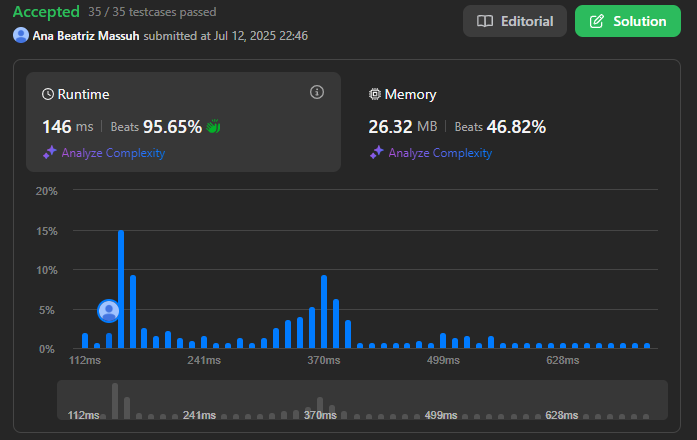 Accepted 35 / 35 testcases passed
Editorial
Solution
Ana Beatriz Massuh submitted at Jul 12, 2025 22:46
Runtime
146 ms | Beats 95.65%
Analyze Complexity
Memory
26.32 MB | Beats 46.82%
Analyze Complexity
20%
15%
10%
5%
0%
112ms 241ms 370ms 499ms 628ms
112ms 241ms 370ms 499ms 628ms